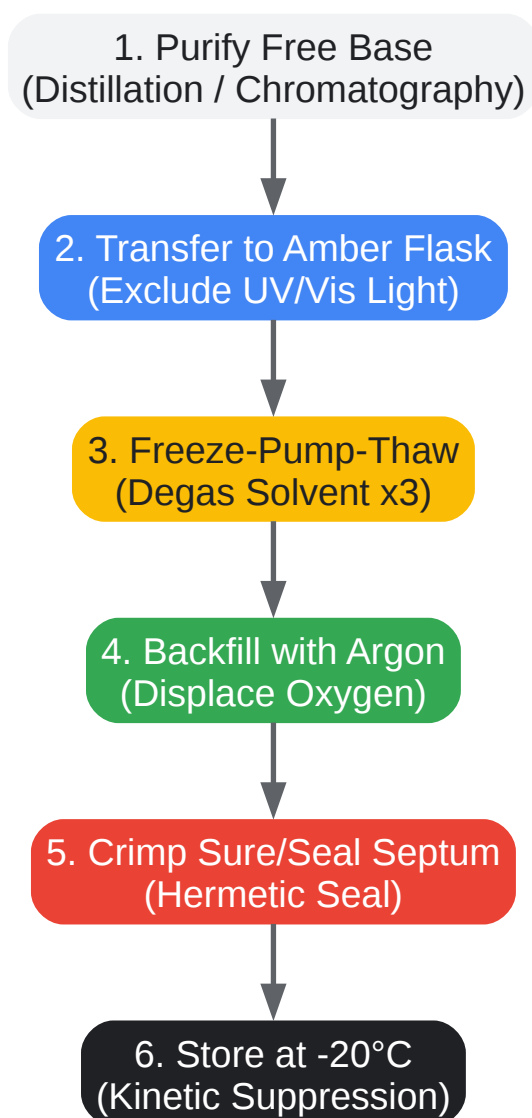 1. Purify Free Base
(Distillation / Chromatography)
2. Transfer to Amber Flask
(Exclude UV/Vis Light)
3. Freeze-Pump-Thaw
(Degas Solvent x3)
4. Backfill with Argon
(Displace Oxygen)
5. Crimp Sure/Seal Septum
(Hermetic Seal)
6. Store at -20°C
(Kinetic Suppression)